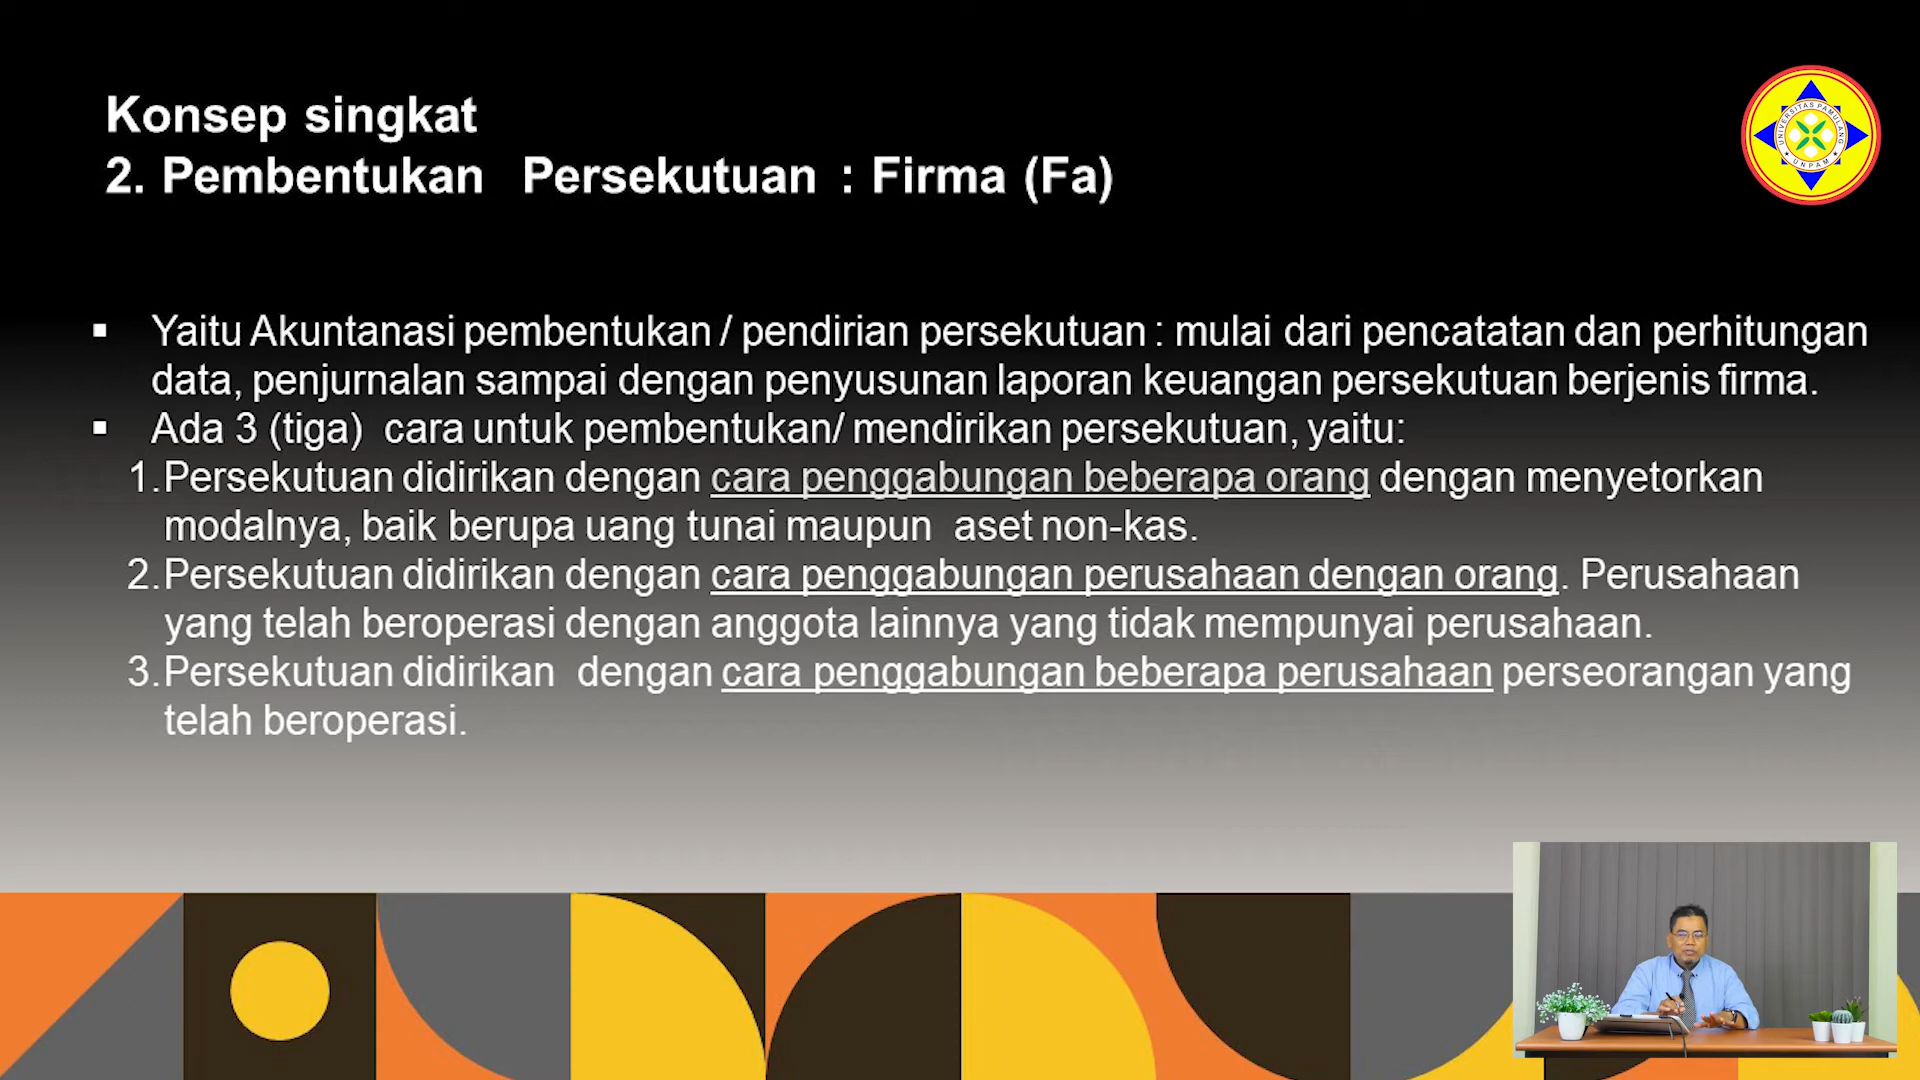 Konsep singkat
2. Pembentukan Persekutuan : Firma (Fa)
UNIVERSITAS PAMULANG
UNPAM
▪ Yaitu Akuntanasi pembentukan / pendirian persekutuan : mulai dari pencatatan dan perhitungan
data, penjurnalan sampai dengan penyusunan laporan keuangan persekutuan berjenis firma.
▪ Ada 3 (tiga) cara untuk pembentukan/ mendirikan persekutuan, yaitu:
1.Persekutuan didirikan dengan cara penggabungan beberapa orang dengan menyetorkan
modalnya, baik berupa uang tunai maupun aset non-kas.
2.Persekutuan didirikan dengan cara penggabungan perusahaan dengan orang. Perusahaan
yang telah beroperasi dengan anggota lainnya yang tidak mempunyai perusahaan.
3.Persekutuan didirikan dengan cara penggabungan beberapa perusahaan perseorangan yang
telah beroperasi.